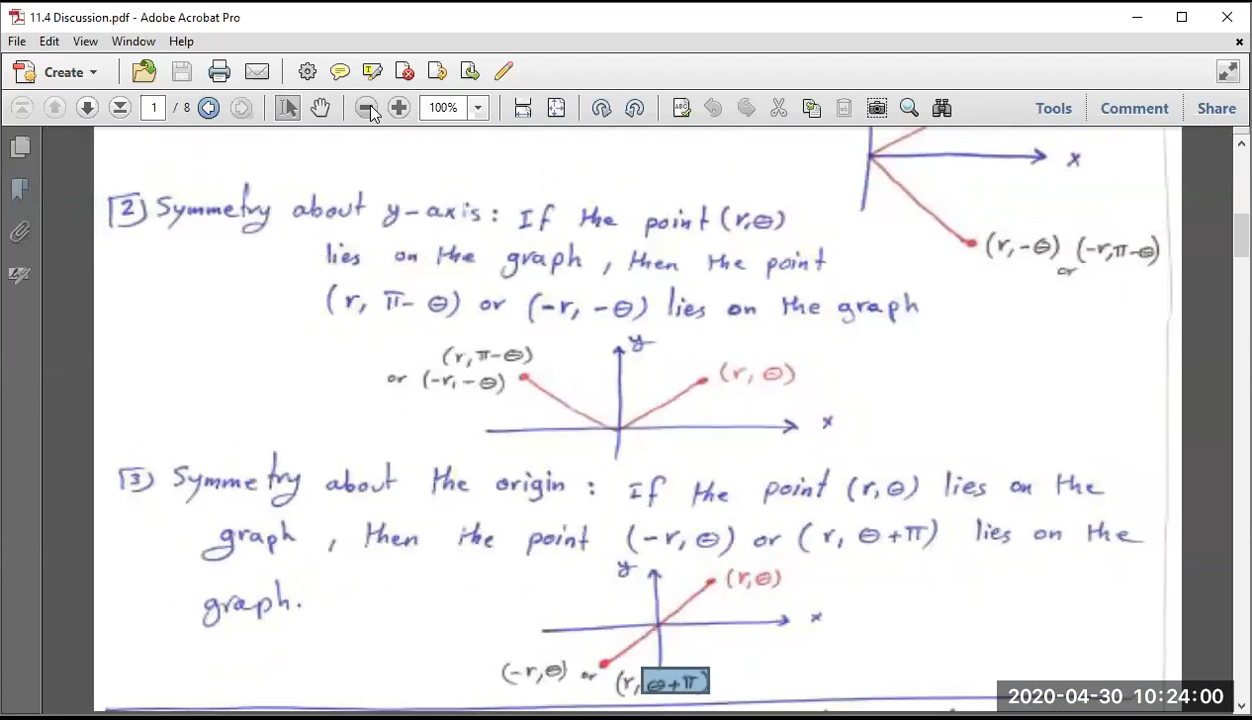 11.4 Discussion.pdf - Adobe Acrobat Pro
File Edit View Window Help
Create
1 / 8 100% Tools Comment Share
x
(r,-θ) or (-r,π-θ)
[2] Symmetry about y-axis: If the point (r,θ)
lies on the graph, then the point
(r, π-θ) or (-r, -θ) lies on the graph
y
(r,π-θ)
or (-r,-θ)
(r, θ)
x
[3] Symmetry about the origin: If the point (r,θ) lies on the
graph, then the point (-r,θ) or (r, θ+π) lies on the
graph.
y
(r,θ)
x
(-r,θ) or (r, θ+π)
2020-04-30 10:24:00